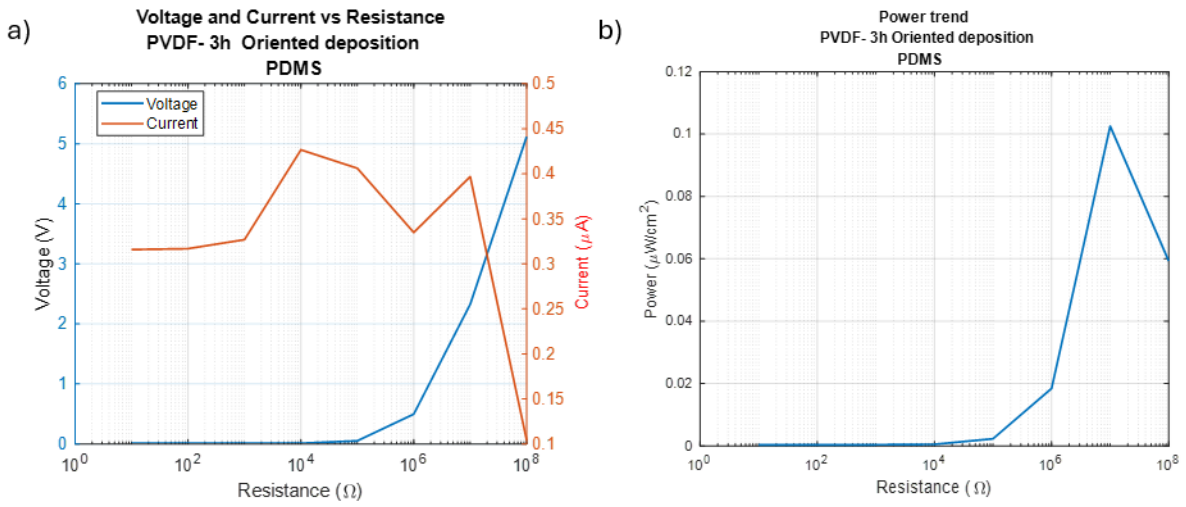 a)
Voltage and Current vs Resistance
PVDF- 3h Oriented deposition
PDMS
Voltage
Current
6
5
4
3
2
1
0
Voltage (V)
0.5
0.45
0.4
0.35
0.3
0.25
0.2
0.15
0.1
Current (μA)
10^0 10^2 10^4 10^6 10^8
Resistance (Ω)
b)
Power trend
PVDF- 3h Oriented deposition
PDMS
0.12
0.1
0.08
0.06
0.04
0.02
0
Power (μW/cm^2)
10^0 10^2 10^4 10^6 10^8
Resistance (Ω)